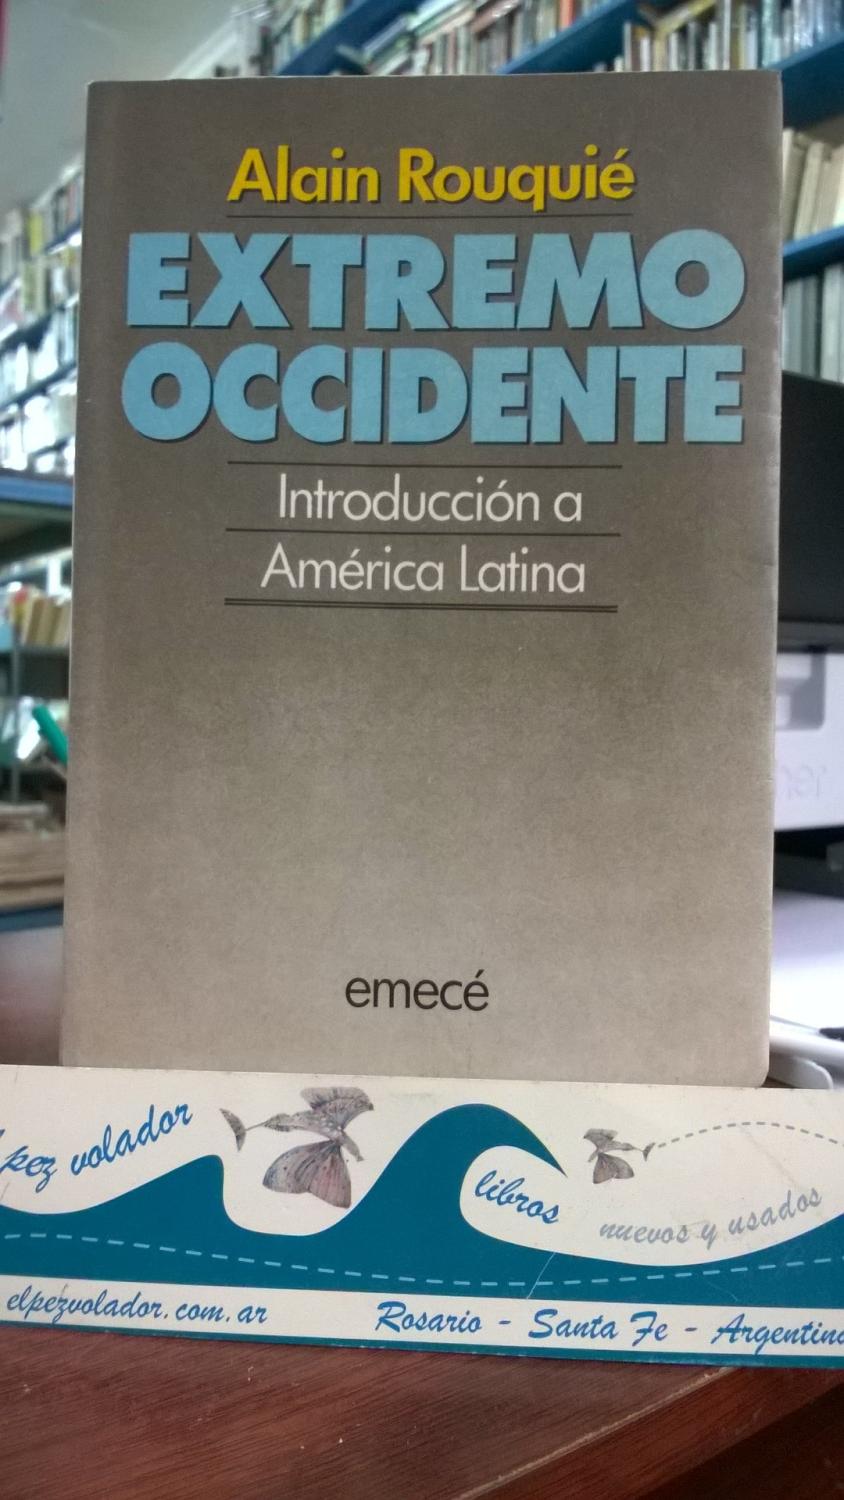 Alain Rouquié
EXTREMO
OCCIDENTE
Introducción a
América Latina
emecé
pez volador
libros
nuevos y usados
elpezvolador.com.ar
Rosario - Santa Fe - Argentina